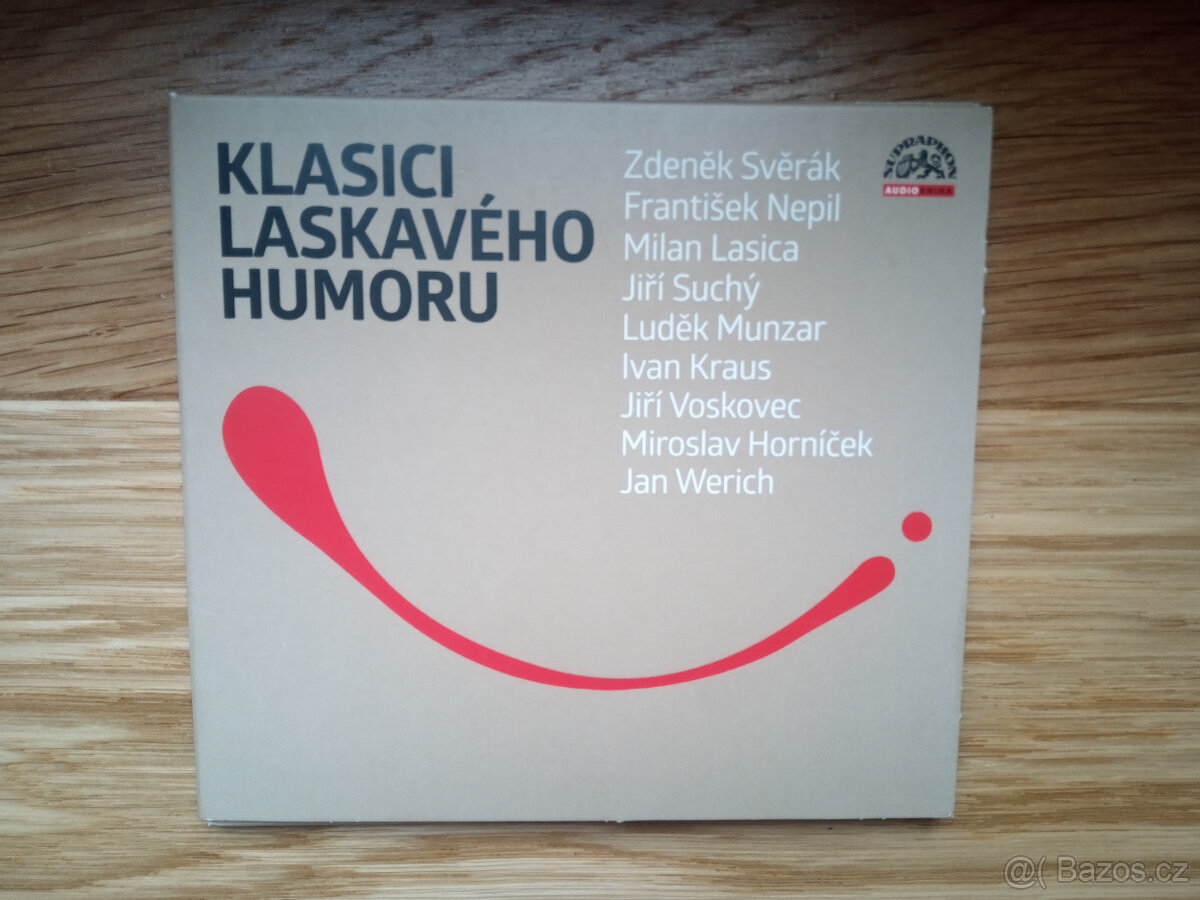 KLASICI
LASKAVÉHO
HUMORU
Zdeněk Svěrák
František Nepil
Milan Lasica
Jiří Suchý
Luděk Munzar
Ivan Kraus
Jiří Voskovec
Miroslav Horníček
Jan Werich
SUPRAPHON
AUDIOKNIHA
@( Bazos.cz